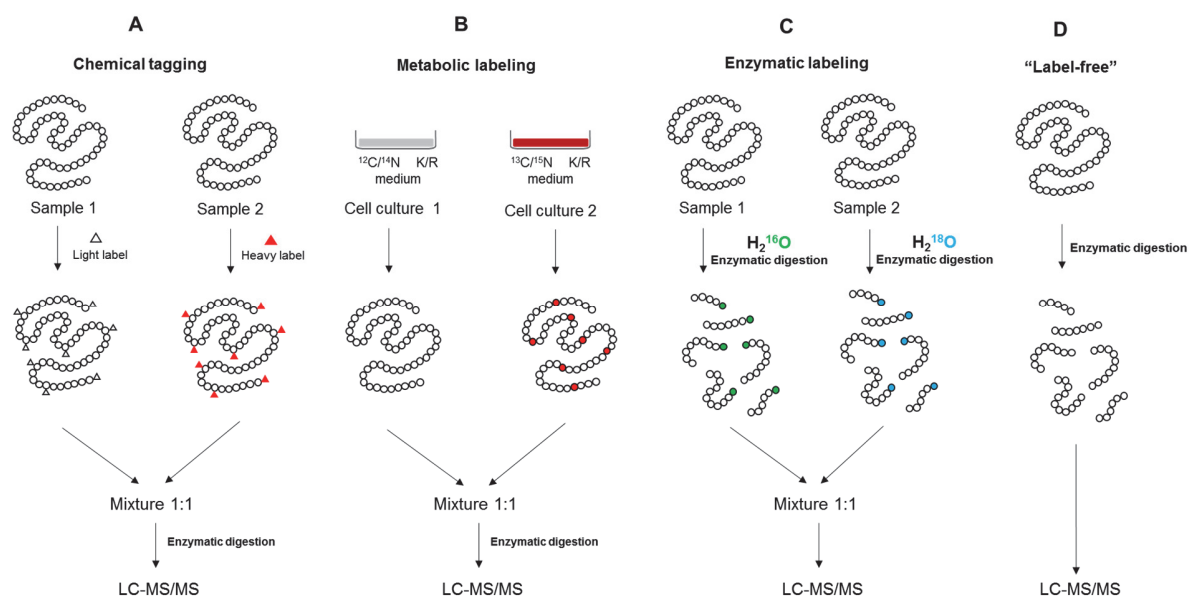 A
Chemical tagging
Sample 1
Sample 2
Light label
Heavy label
Mixture 1:1
Enzymatic digestion
LC-MS/MS
B
Metabolic labeling
¹²C/¹⁴N K/R
medium
Cell culture 1
¹³C/¹⁵N K/R
medium
Cell culture 2
Mixture 1:1
Enzymatic digestion
LC-MS/MS
C
Enzymatic labeling
Sample 1
Sample 2
H₂¹⁶O
Enzymatic digestion
H₂¹⁸O
Enzymatic digestion
Mixture 1:1
LC-MS/MS
D
“Label-free”
Enzymatic digestion
LC-MS/MS